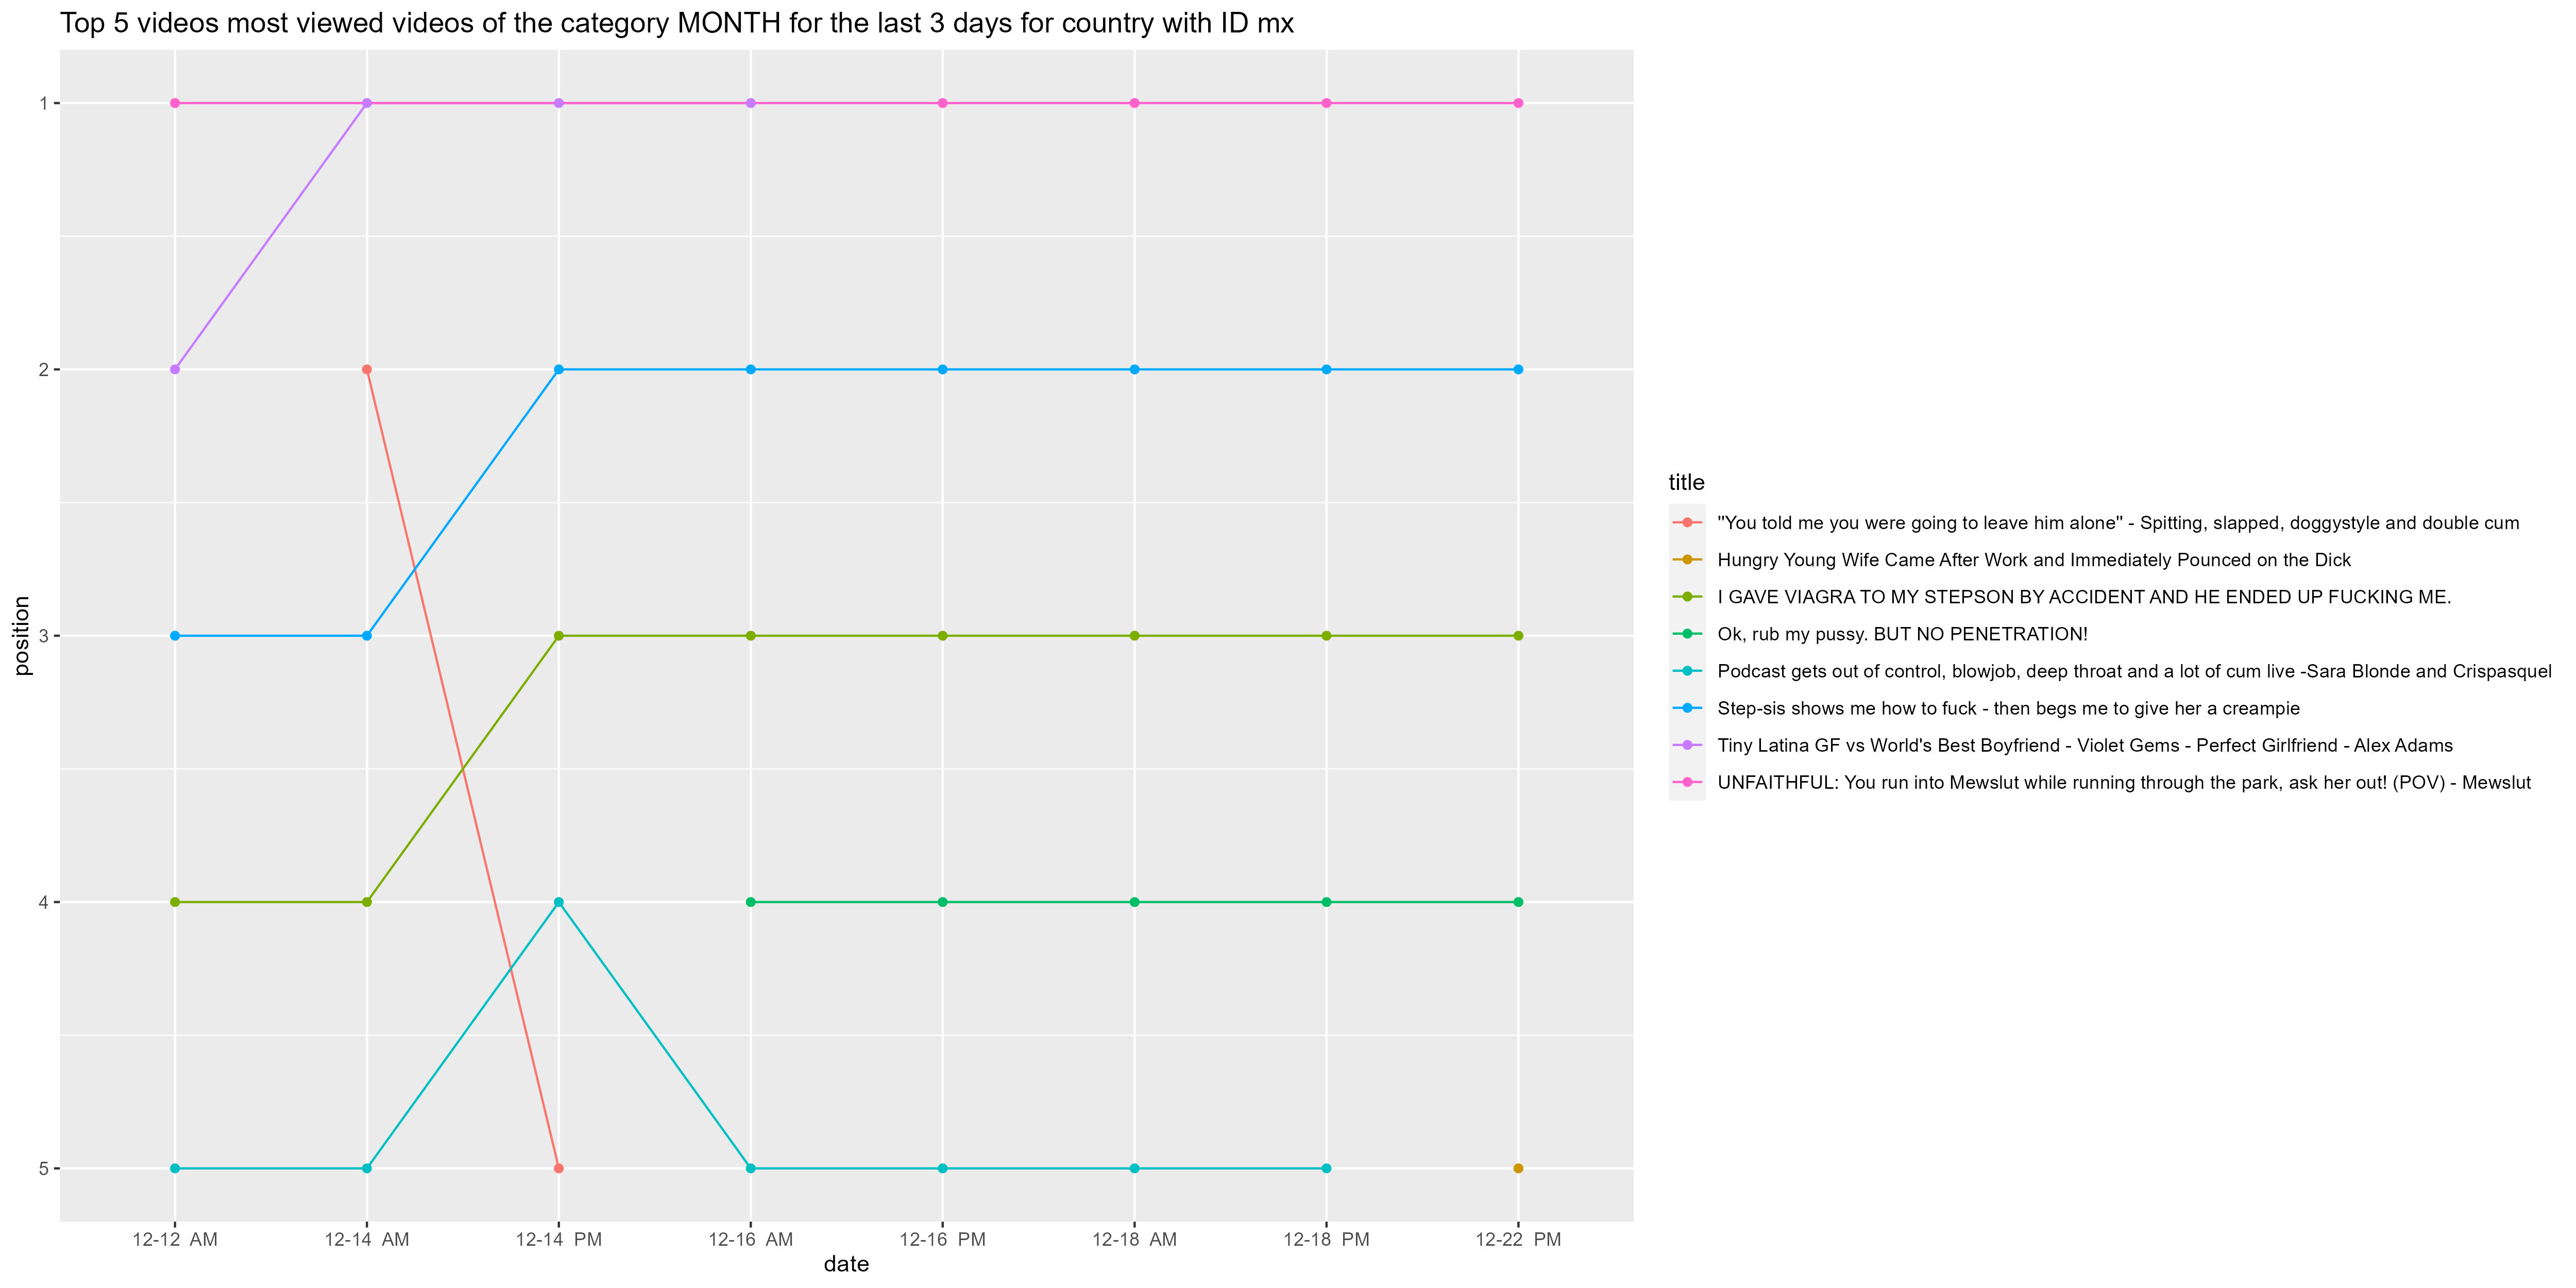 Top 5 videos most viewed videos of the category MONTH for the last 3 days for country with ID mx
1
2
3
4
5
position
12-12 AM
12-14 AM
12-14 PM
12-16 AM
12-16 PM
12-18 AM
12-18 PM
12-22 PM
date
title
"You told me you were going to leave him alone" - Spitting, slapped, doggystyle and double cum
Hungry Young Wife Came After Work and Immediately Pounced on the Dick
I GAVE VIAGRA TO MY STEPSON BY ACCIDENT AND HE ENDED UP FUCKING ME.
Ok, rub my pussy. BUT NO PENETRATION!
Podcast gets out of control, blowjob, deep throat and a lot of cum live -Sara Blonde and Crispasquel
Step-sis shows me how to fuck - then begs me to give her a creampie
Tiny Latina GF vs World's Best Boyfriend - Violet Gems - Perfect Girlfriend - Alex Adams
UNFAITHFUL: You run into Mewslut while running through the park, ask her out! (POV) - Mewslut